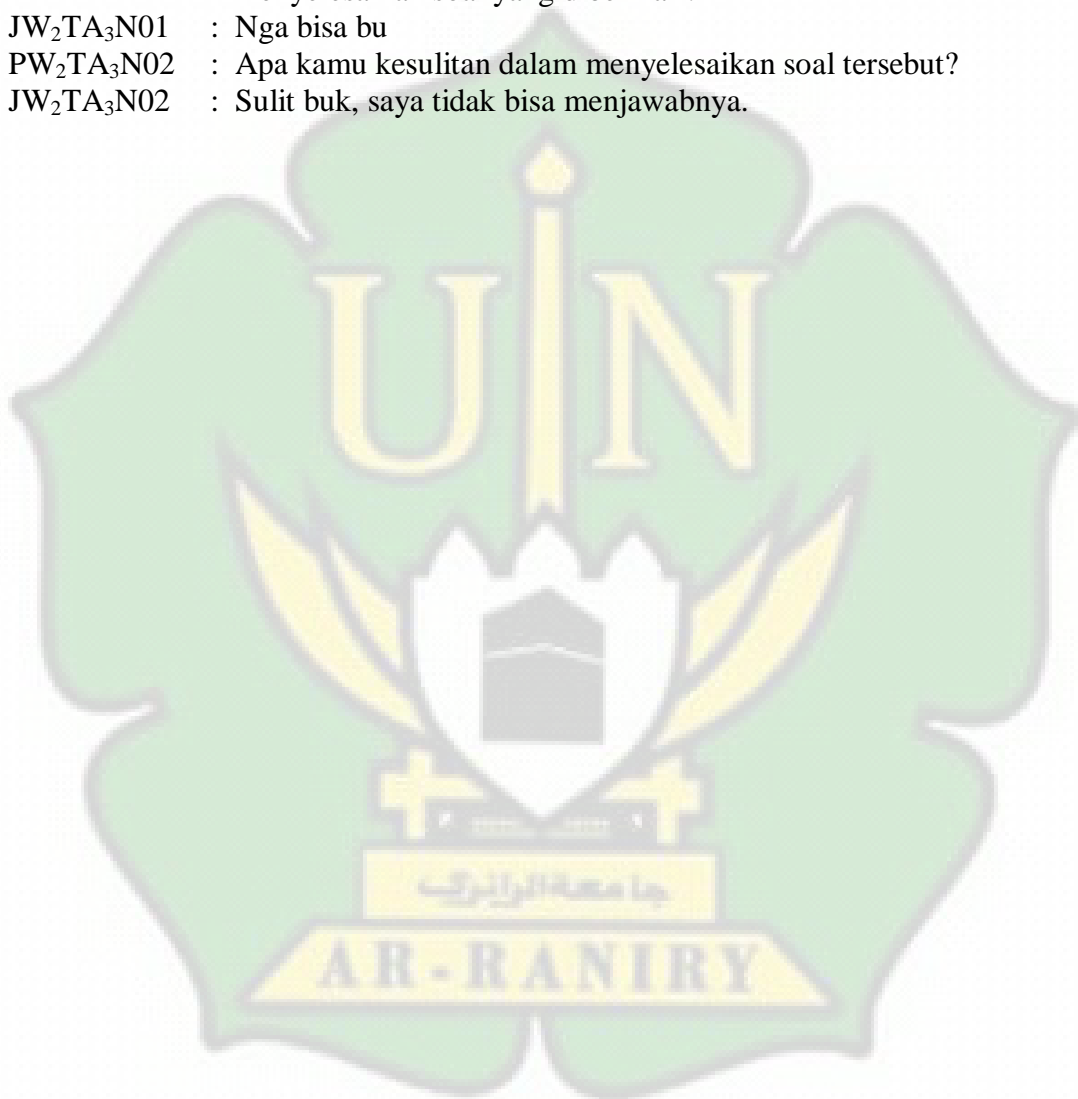 JW₂TA₃N01 : Nga bisa bu
PW₂TA₃N02 : Apa kamu kesulitan dalam menyelesaikan soal tersebut?
JW₂TA₃N02 : Sulit buk, saya tidak bisa menjawabnya.
UIN
جامعة الرانري
AR-RANIRY